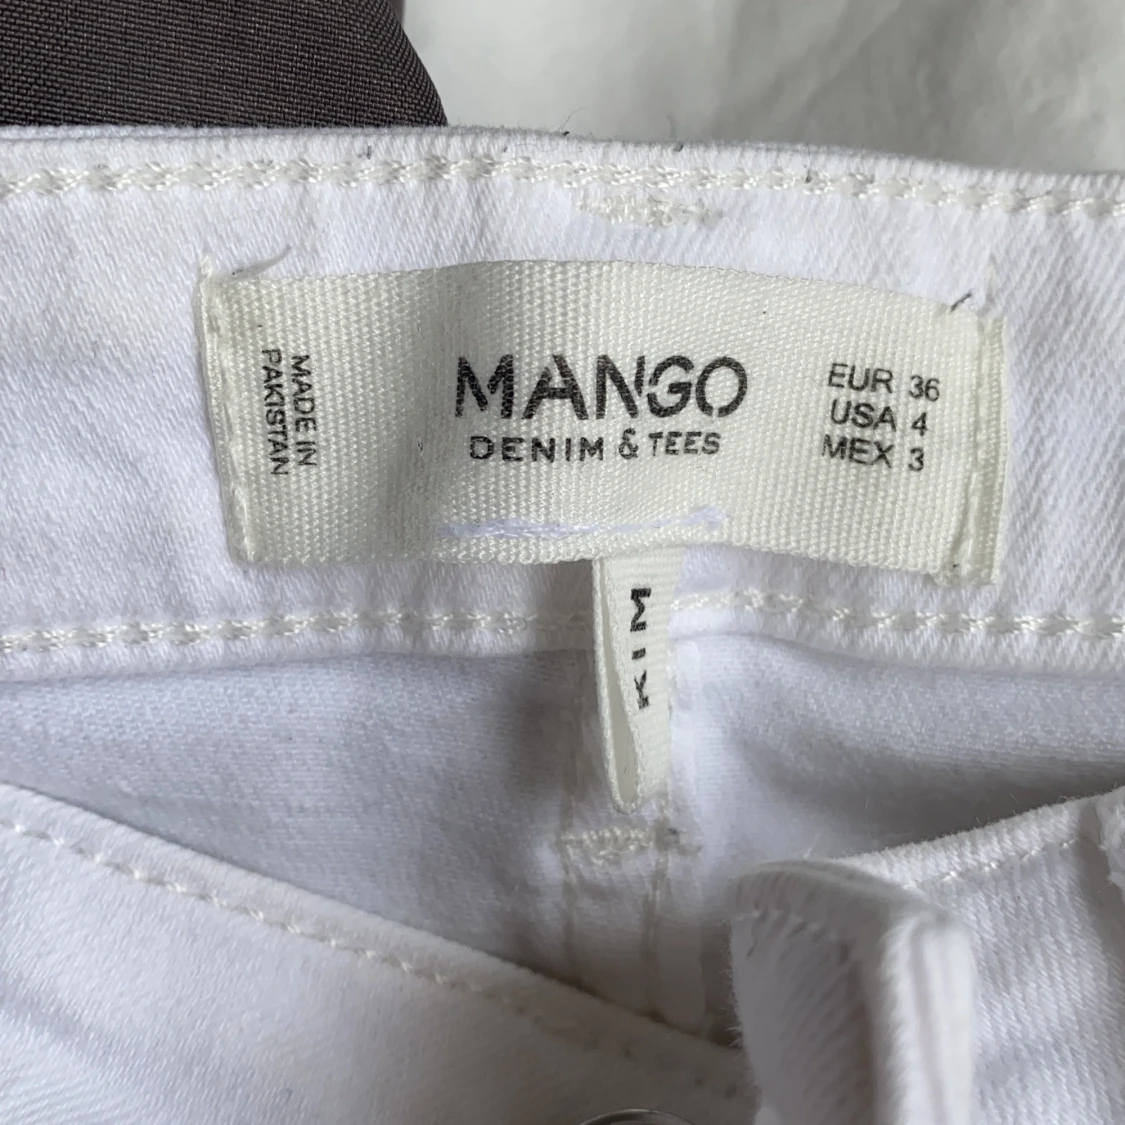 MADE IN
PAKISTAN
MANGO
DENIM & TEES
EUR 36
USA 4
MEX 3
KIM